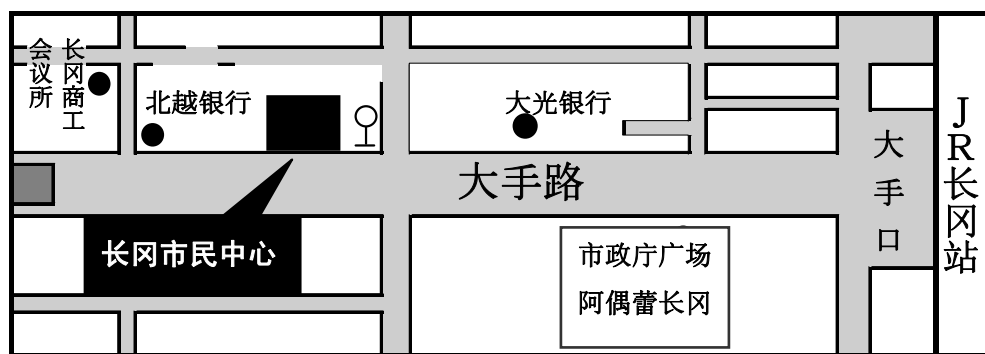 长冈商工
会议所
北越银行
大光银行
大手路
大手口
JR长冈站
长冈市民中心
市政厅广场
阿偶蕾长冈